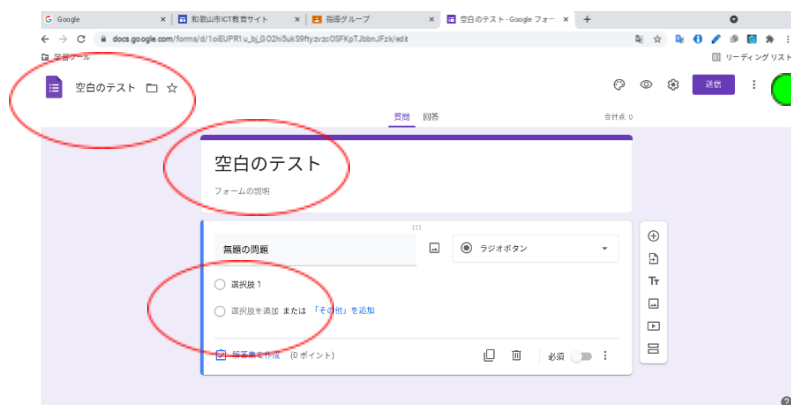 Google
和歌山市ICT教育サイト
指導グループ
空白のテスト - Google フォー
docs.google.com/forms/d/1oiEUPR1u_bj_GO2hi5ukS9ftyzvzcOSFKpTJbbnJFzk/edit
学習ツール
リーディング リスト
空白のテスト
送信
質問 回答
合計点: 0
空白のテスト
フォームの説明
無題の問題
ラジオボタン
選択肢 1
選択肢を追加 または 「その他」を追加
解答集を作成 (0 ポイント)
必須
Tт